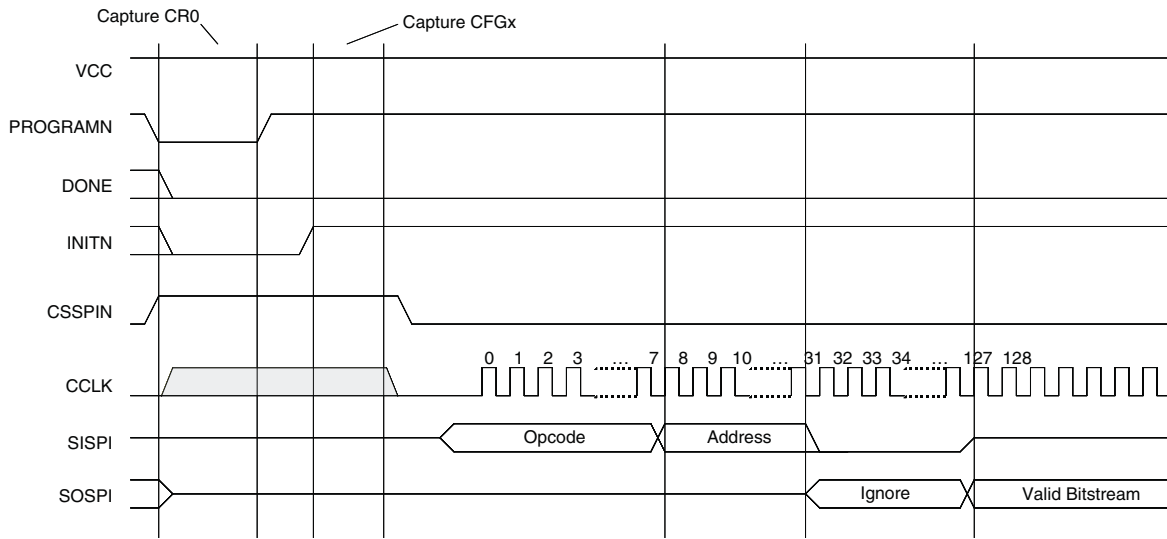 Capture CR0
Capture CFGx
VCC
PROGRAMN
DONE
INITN
CSSPIN
0 1 2 3 ... 7 8 9 10 ... 31 32 33 34 ... 127 128
CCLK
SISPI Opcode Address
SOSPI Ignore Valid Bitstream